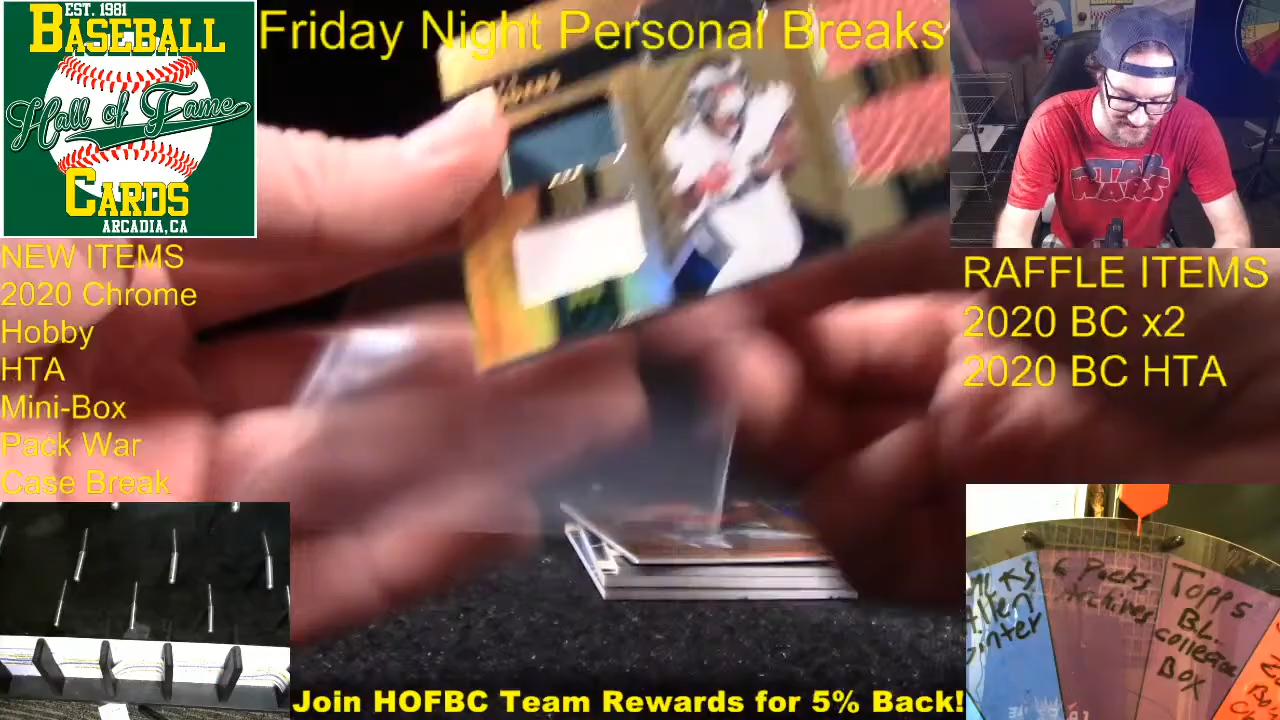 EST. 1981
BASEBALL
Hall of Fame
CARDS
ARCADIA, CA
Friday Night Personal Breaks
NEW ITEMS
2020 Chrome
Hobby
HTA
Mini-Box
Pack War
Case Break
STAR
WARS
RAFFLE ITEMS
2020 BC x2
2020 BC HTA
6 Packs
Archives
TOPPS
BL.
collection
BOX
Join HOFBC Team Rewards for 5% Back!